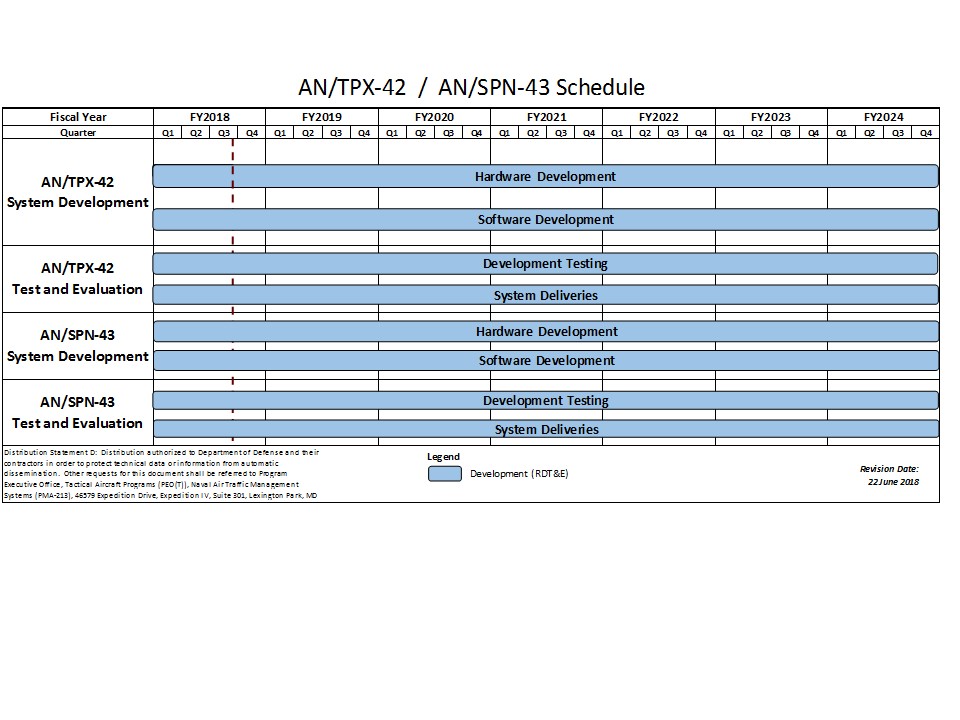 AN/TPX-42 / AN/SPN-43 Schedule
Fiscal Year FY2018 FY2019 FY2020 FY2021 FY2022 FY2023 FY2024
Quarter Q1 Q2 Q3 Q4 Q1 Q2 Q3 Q4 Q1 Q2 Q3 Q4 Q1 Q2 Q3 Q4 Q1 Q2 Q3 Q4 Q1 Q2 Q3 Q4 Q1 Q2 Q3 Q4
AN/TPX-42
System Development
Hardware Development
Software Development
AN/TPX-42
Test and Evaluation
Development Testing
System Deliveries
AN/SPN-43
System Development
Hardware Development
Software Development
AN/SPN-43
Test and Evaluation
Development Testing
System Deliveries
Distribution Statement D: Distribution authorized to Department of Defense and their
contractors in order to protect technical data or information from automatic
dissemination. Other requests for this document shall be referred to Program
Executive Office, Tactical Aircraft Programs (PEO(T)), Naval Air Traffic Management
Systems (PMA-213), 46579 Expedition Drive, Expedition IV, Suite 301, Lexington Park, MD
Legend
Development (RDT&E)
Revision Date:
22 June 2018